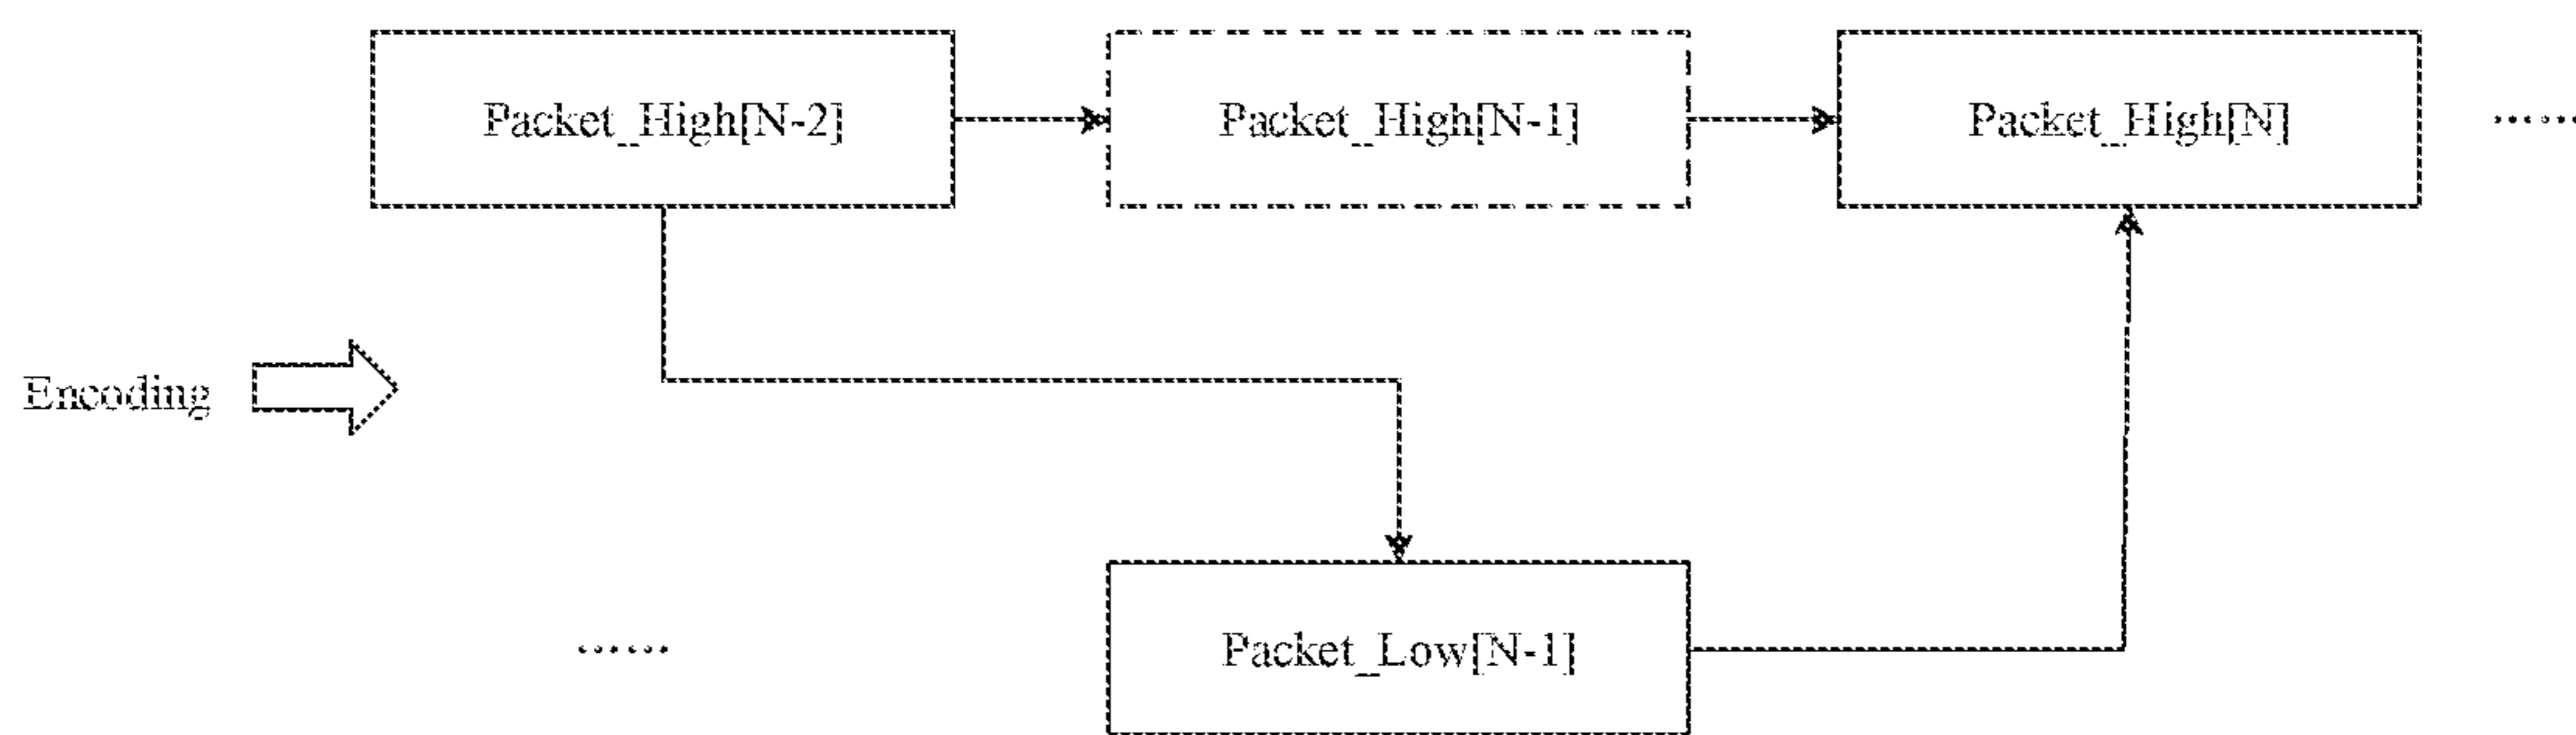 Packet_High[N-2]
Packet_High[N-1]
Packet_High[N]
......
Encoding
......
Packet_Low[N-1]